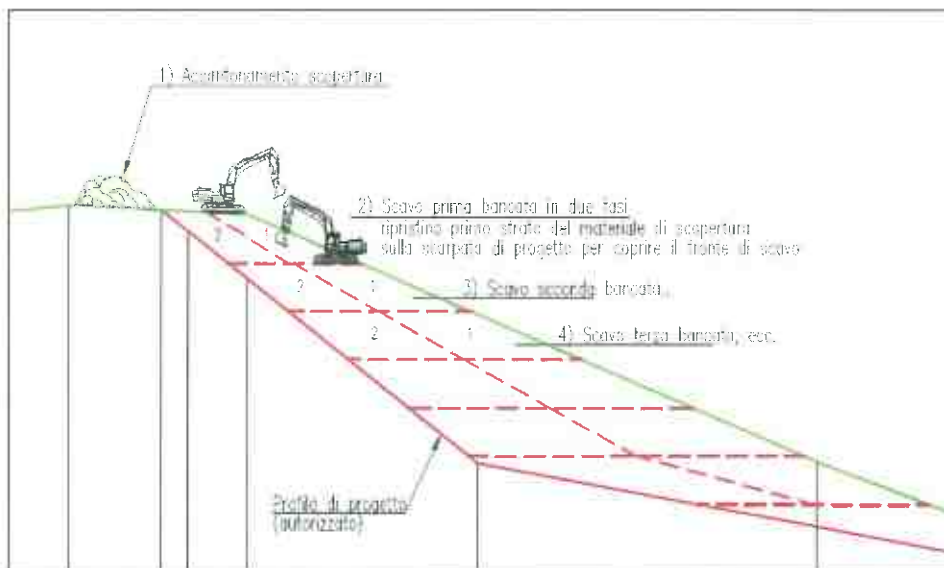 1) Accantonamento scopertura
2) Scavo prima bancata in due fasi
ripristino primo strato del materiale di scopertura
sulla scarpata di progetto per coprire il fronte di scavo
2 1
2 1 3) Scavo seconda bancata,
2 1 4) Scavo terza bancata, ecc.
Profilo di progetto
(autorizzato)